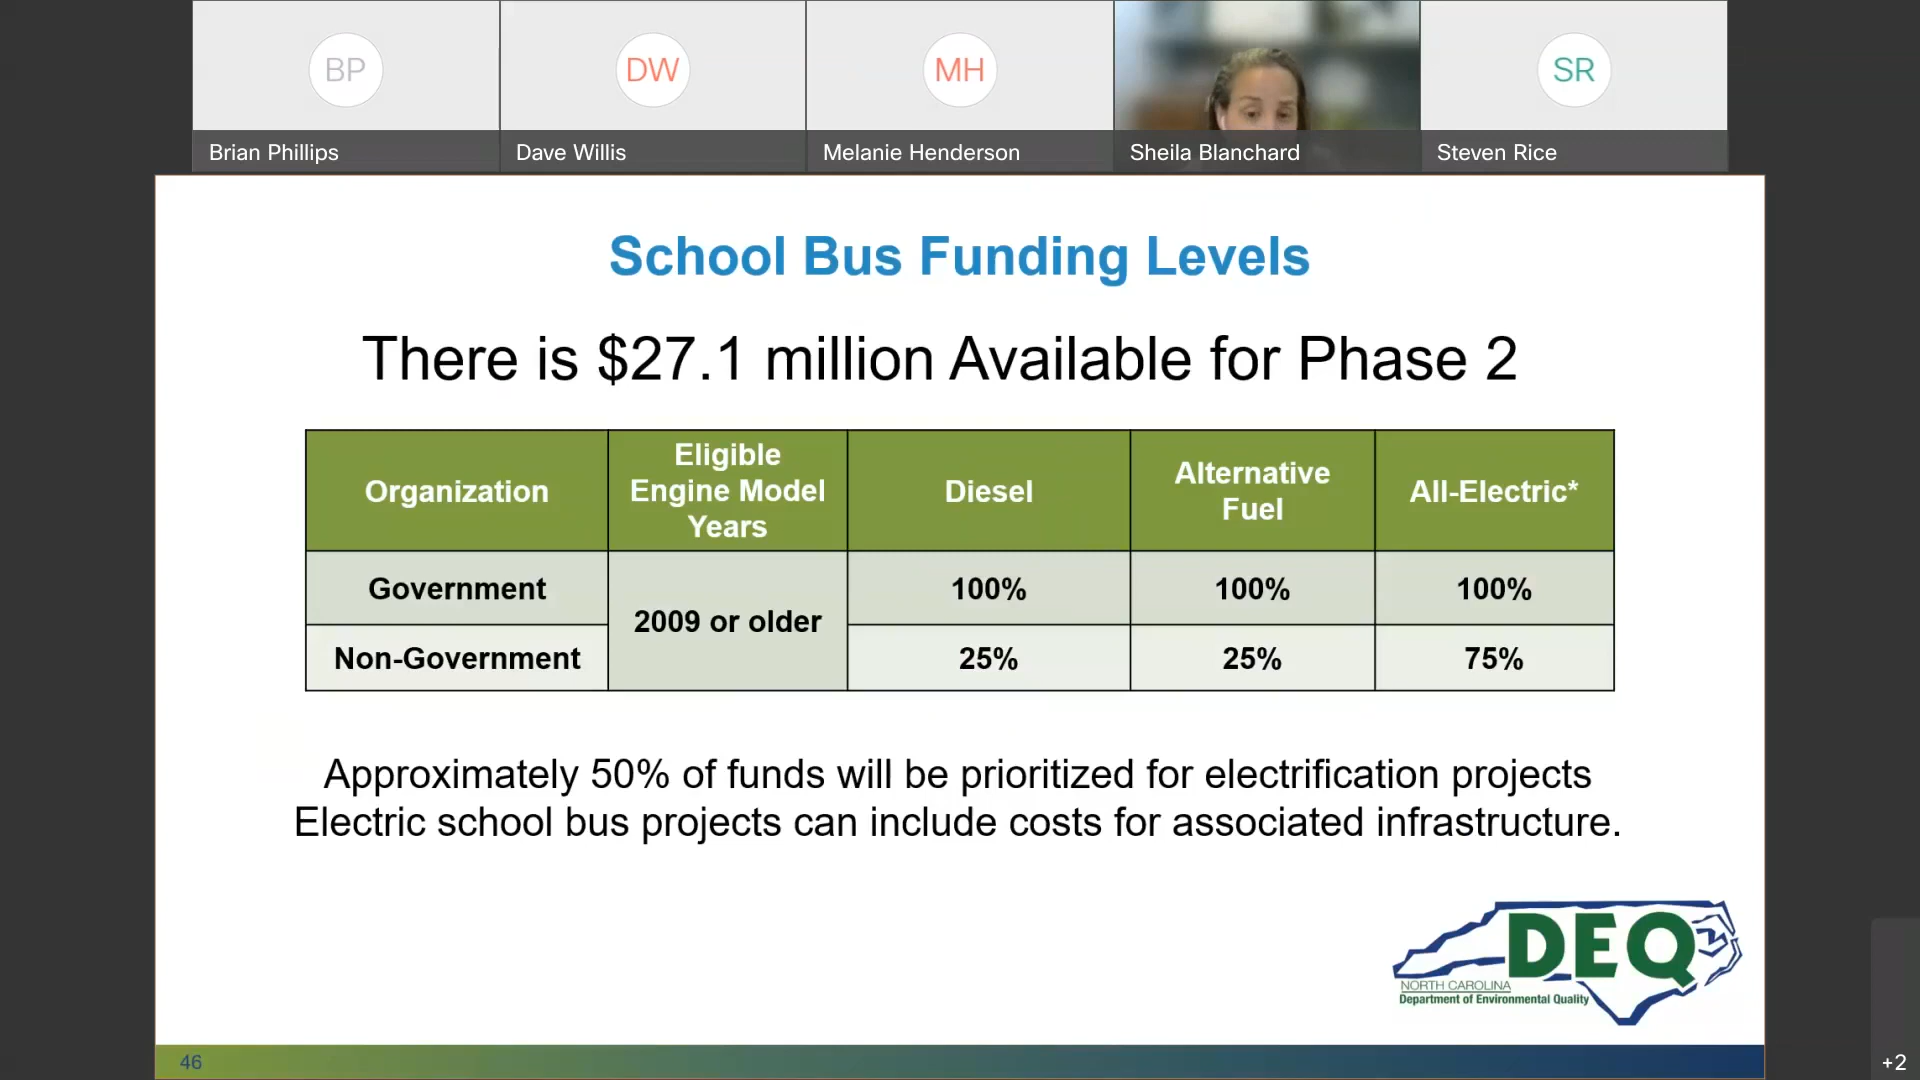 BP
DW
MH
SR
Brian Phillips
Dave Willis
Melanie Henderson
Sheila Blanchard
Steven Rice
School Bus Funding Levels
There is $27.1 million Available for Phase 2
Organization
Eligible
Engine Model
Years
Diesel
Alternative
Fuel
All-Electric*
Government
2009 or older
100%
100%
100%
Non-Government
25%
25%
75%
Approximately 50% of funds will be prioritized for electrification projects
Electric school bus projects can include costs for associated infrastructure.
DEQ
NORTH CAROLINA
Department of Environmental Quality
46
+2